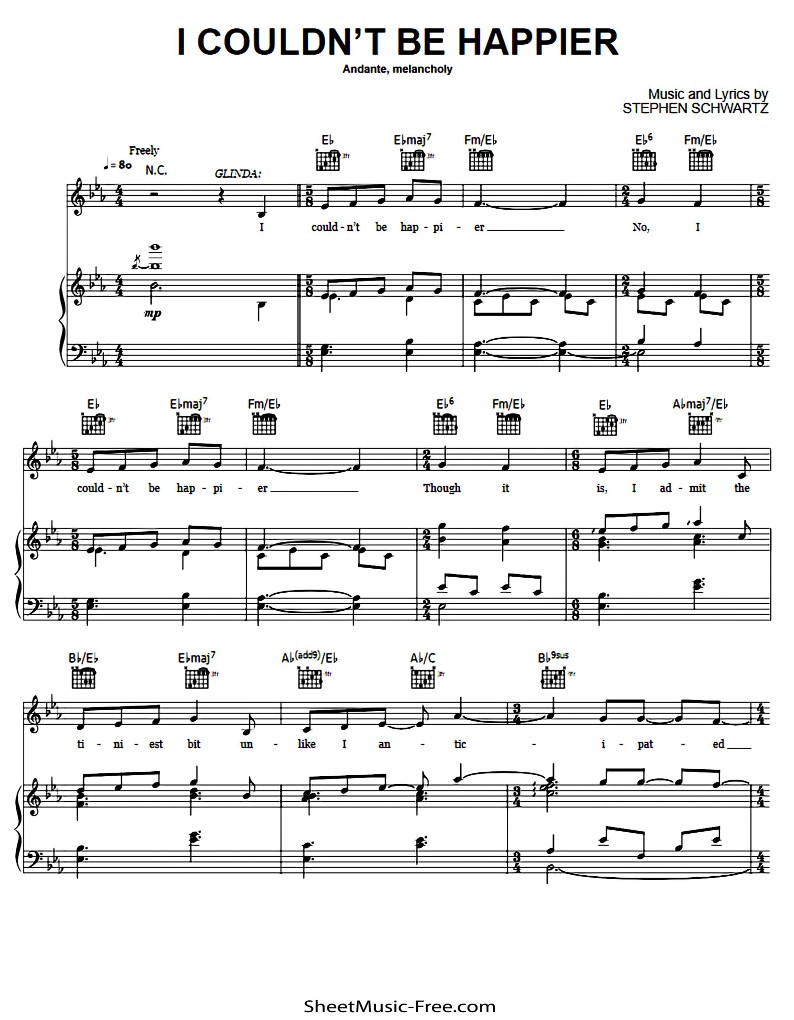 I COULDN'T BE HAPPIER
Andante, melancholy
Music and Lyrics by
STEPHEN SCHWARTZ
E♭ E♭maj7 Fm/E♭ E♭6 Fm/E♭
Freely
♩ = 80 N.C. GLINDA:
I could-n't be hap-pi-er No, I
mp
E♭ E♭maj7 Fm/E♭ E♭6 Fm/E♭ E♭ A♭maj7/E♭
could-n't be hap-pi-er Though it is, I ad-mit the
B♭/E♭ E♭maj7 A♭(add9)/E♭ A♭/C B♭9sus
ti-ni-est bit un-like I an-tic-i-pat-ed
SheetMusic-Free.com